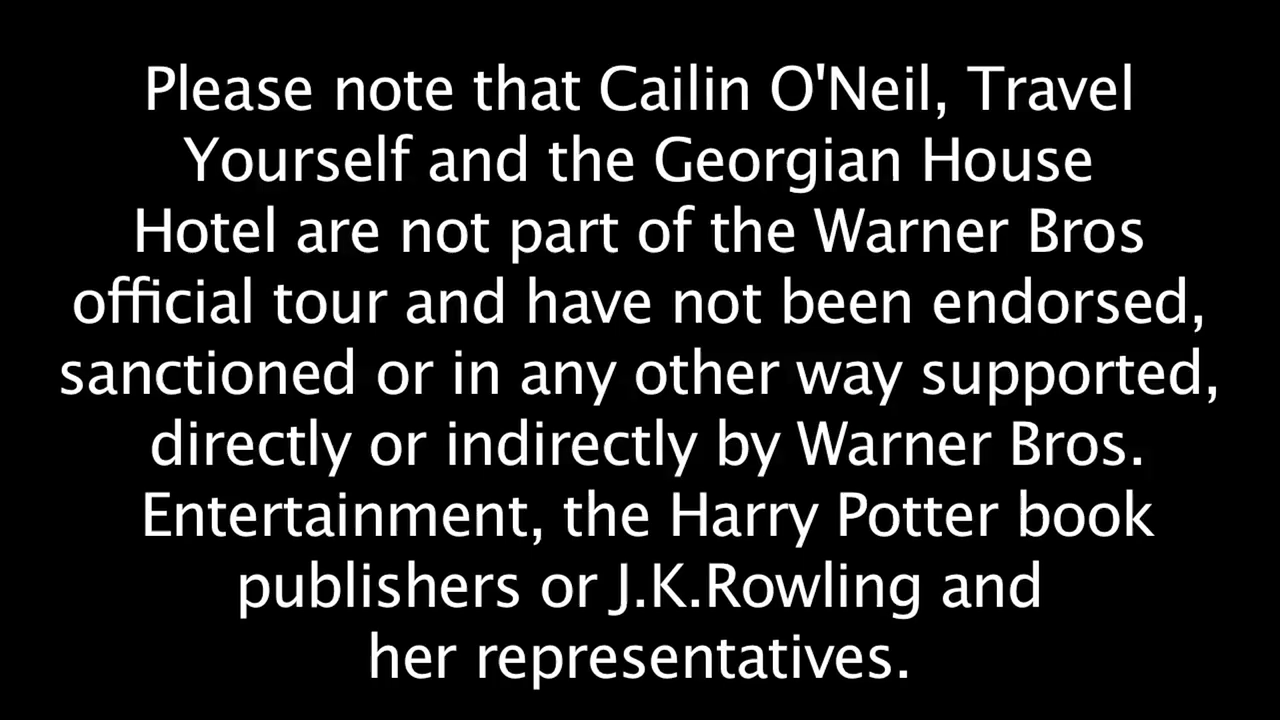 Please note that Cailin O'Neil, Travel
Yourself and the Georgian House
Hotel are not part of the Warner Bros
official tour and have not been endorsed,
sanctioned or in any other way supported,
directly or indirectly by Warner Bros.
Entertainment, the Harry Potter book
publishers or J.K.Rowling and
her representatives.